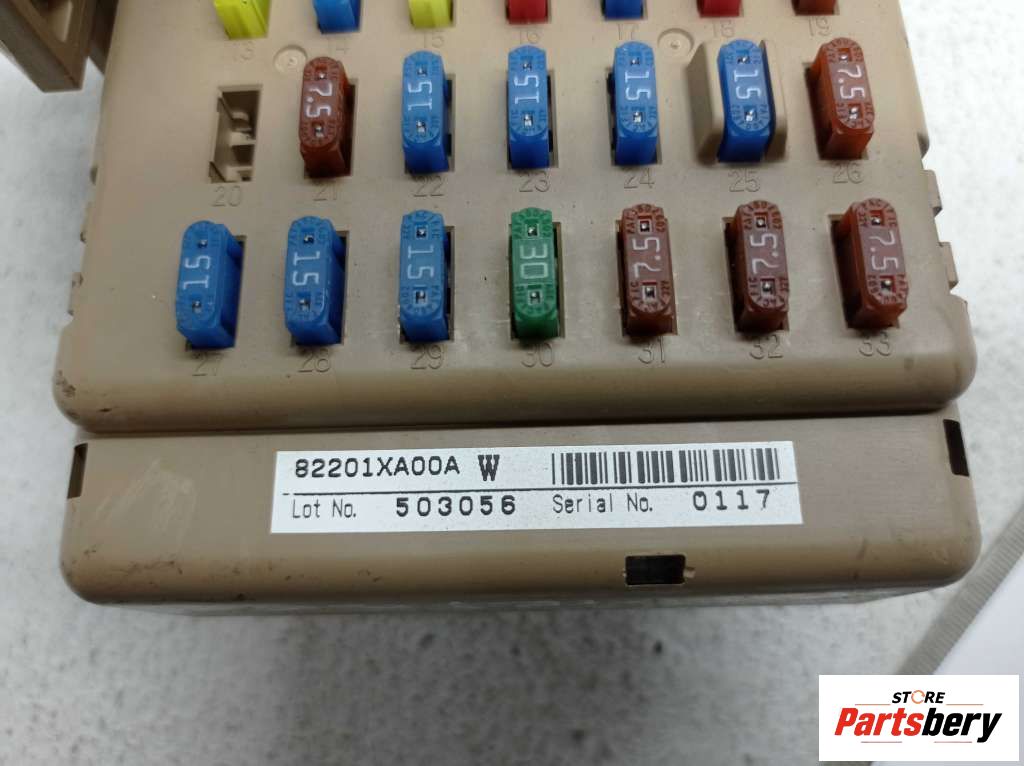 13 14 15 16 17 18 19
7.5 15 15 15 15 7.5
20 21 22 23 24 25 26
15 15 15 30 7.5 7.5 7.5
27 28 29 30 31 32 33
82201XA00A W
Lot No. 503056 Serial No. 0117
STORE
Partsbery